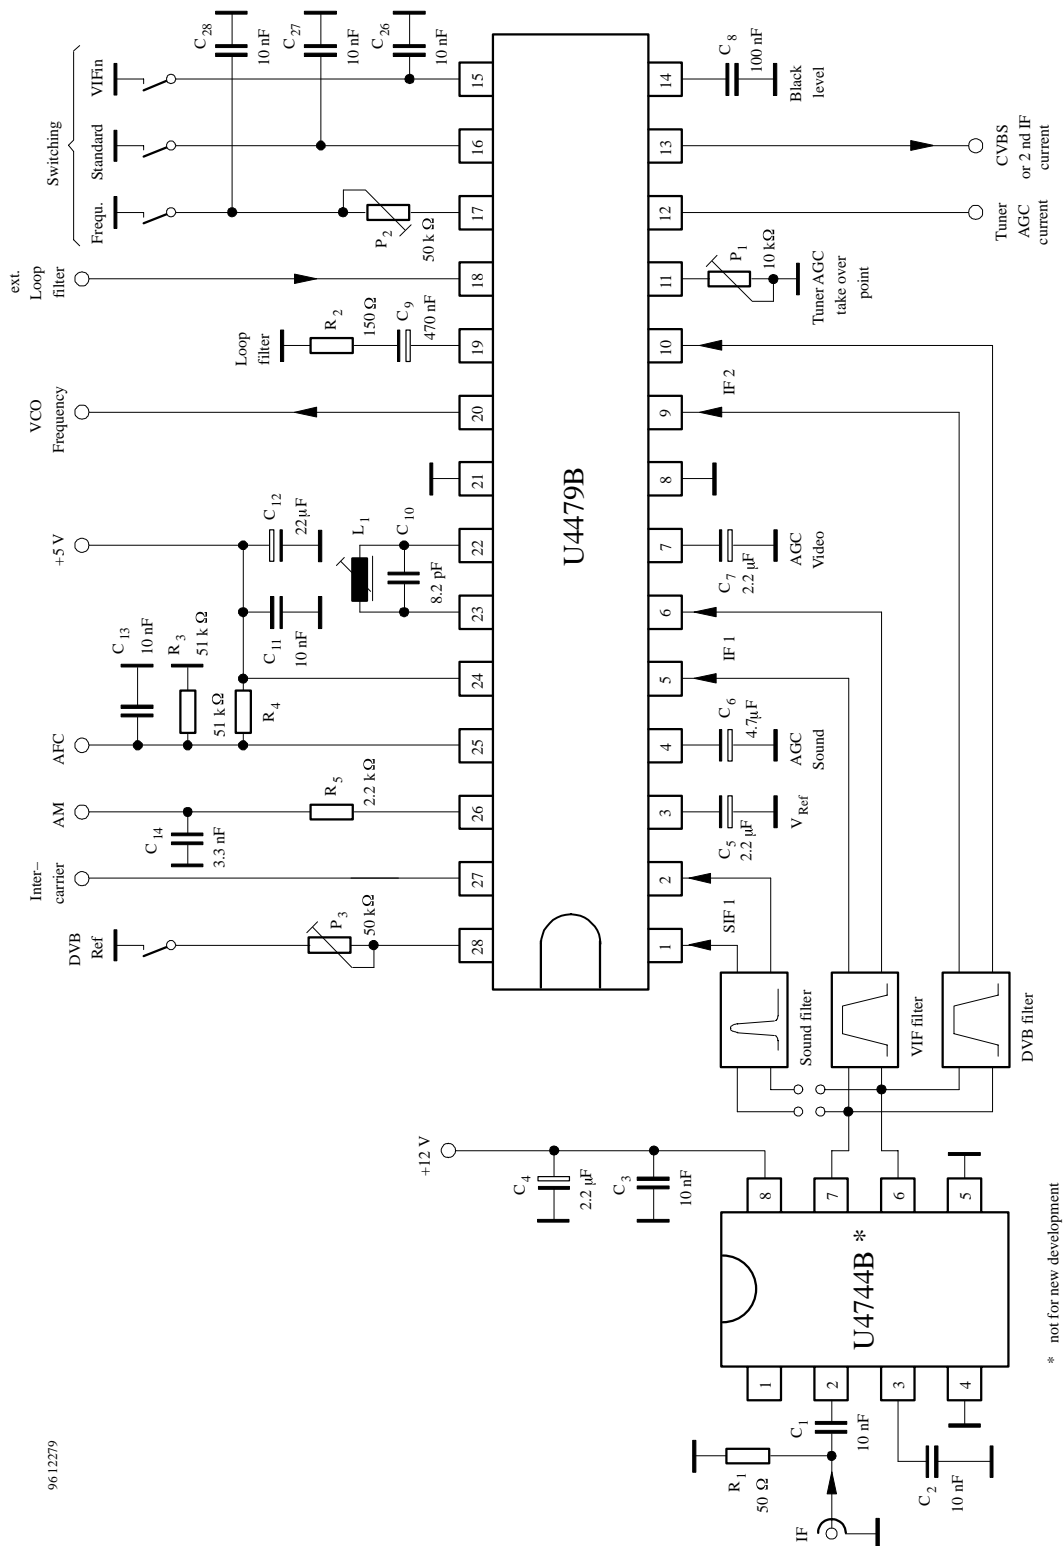 9612279
Switching
VIFin
Standard
Frequ.
ext.
Loop
filter
Loop
filter
VCO
Frequency
+5 V
AFC
AM
Inter–
carrier
DVB
Ref
C28
10 nF
C27
10 nF
C26
10 nF
P2
50 kΩ
R2
150 Ω
C9
470 nF
C12
22 µF
L1
C10
8.2 pF
C11
10 nF
C13
10 nF
R3
51 kΩ
51 kΩ
R4
R5
2.2 kΩ
C14
3.3 nF
P3
50 kΩ
28
27
26
25
24
23
22
21
20
19
18
17
16
15
U4479B
1
2
3
4
5
6
7
8
9
10
11
12
13
14
SIF 1
C5
2.2 µF
VRef
C6
4.7µF
AGC
Sound
IF 1
C7
2.2 µF
AGC
Video
IF 2
P1
10 kΩ
Tuner AGC
take over
point
Tuner
AGC
current
CVBS
or 2 nd IF
current
C8
100 nF
Black
level
Sound filter
VIF filter
DVB filter
+12 V
C4
2.2 µF
C3
10 nF
8
7
6
5
U4744B *
1
2
3
4
R1
50 Ω
C1
10 nF
C2
10 nF
IF
* not for new development